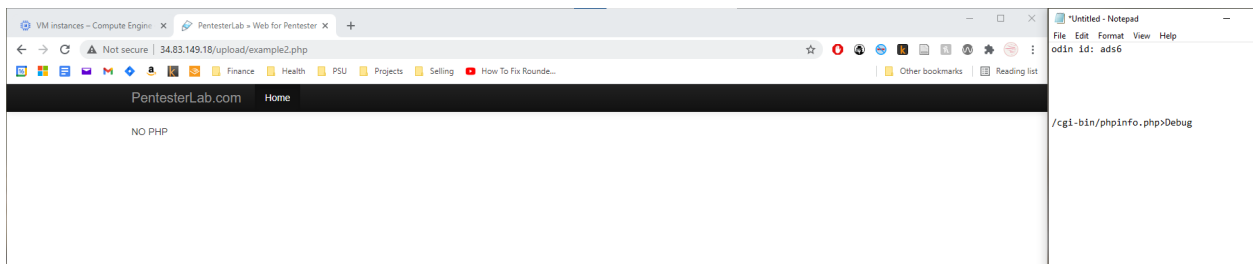 VM instances – Compute Engine
PentesterLab » Web for Pentester
*Untitled - Notepad
File Edit Format View Help
Not secure | 34.83.149.18/upload/example2.php
odin id: ads6
Finance
Health
PSU
Projects
Selling
How To Fix Rounde...
Other bookmarks
Reading list
PentesterLab.com
Home
NO PHP
/cgi-bin/phpinfo.php>Debug